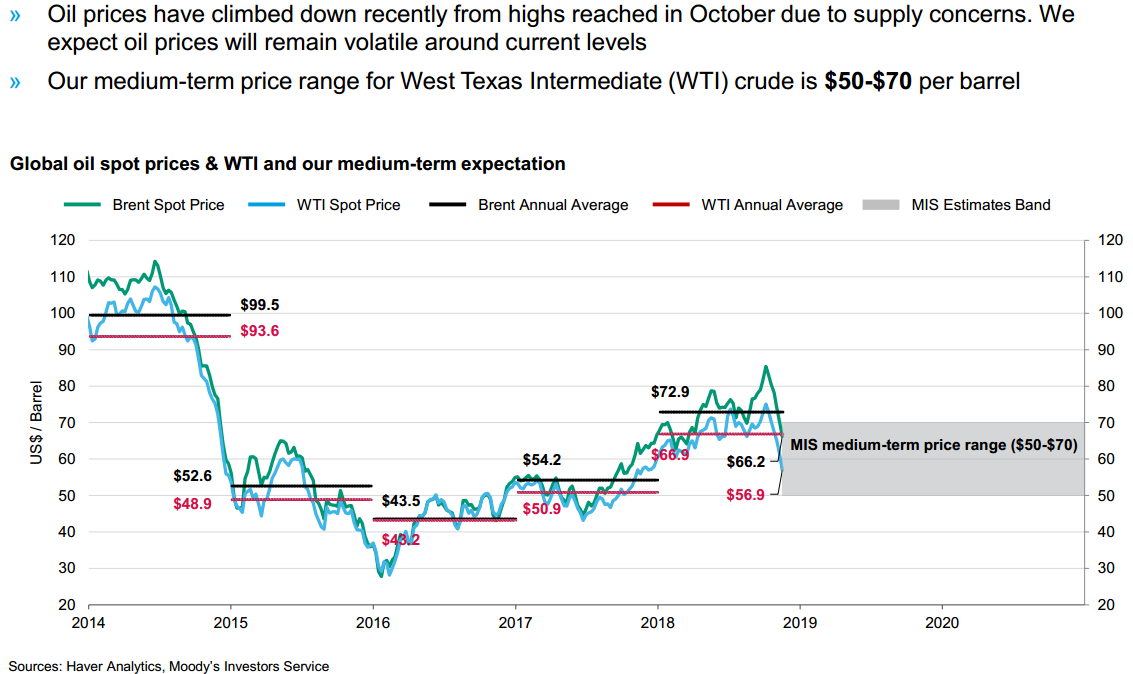 » Oil prices have climbed down recently from highs reached in October due to supply concerns. We
expect oil prices will remain volatile around current levels
» Our medium-term price range for West Texas Intermediate (WTI) crude is $50-$70 per barrel
Global oil spot prices & WTI and our medium-term expectation
Brent Spot Price WTI Spot Price Brent Annual Average WTI Annual Average MIS Estimates Band
US$ / Barrel
120 120
110 110
100 $99.5 100
$93.6
90 90
80 80
$72.9
70 70
MIS medium-term price range ($50-$70)
60 $54.2 $66.9 $66.2 60
$52.6
50 $48.9 $43.5 $50.9 $56.9 50
40 $43.2 40
30 30
20 20
2014 2015 2016 2017 2018 2019 2020
Sources: Haver Analytics, Moody's Investors Service